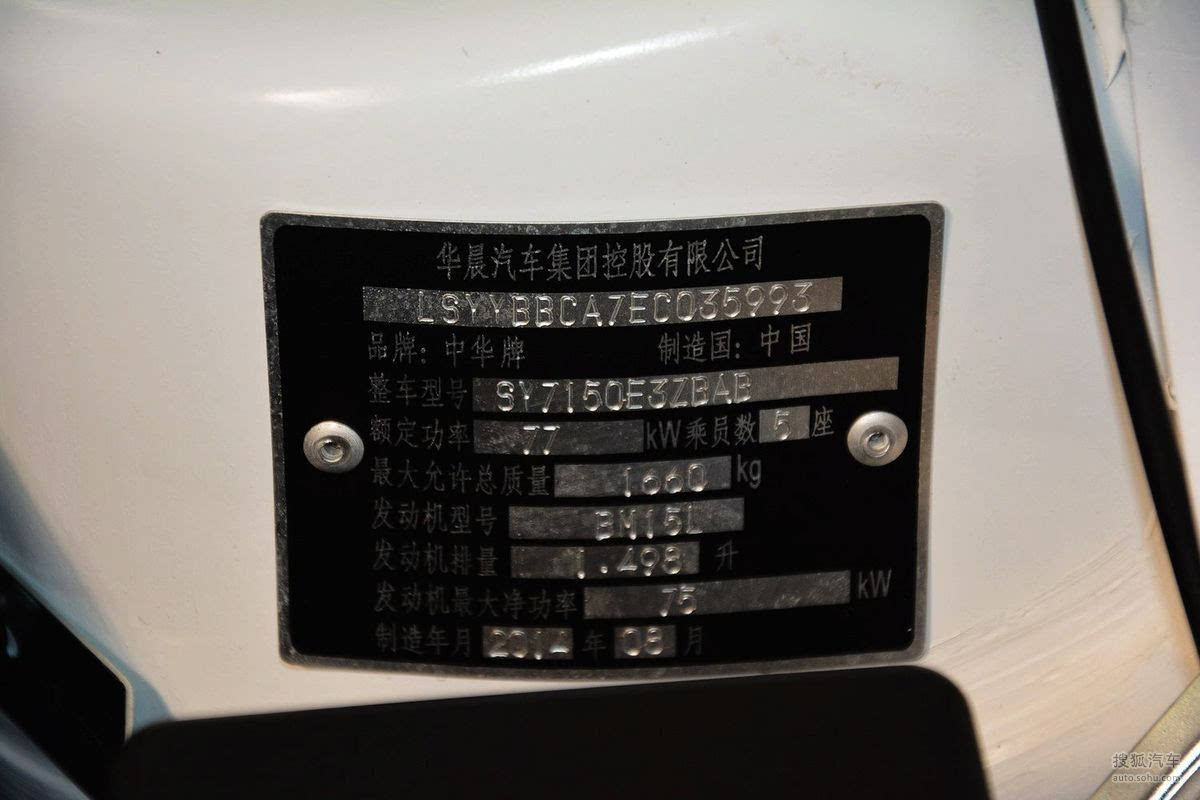 华晨汽车集团控股有限公司
LSYYBBCA7EC035993
品牌：中华牌 制造国：中国
整车型号 SY7150E3ZBAB
额定功率 77 kW 乘员数 5 座
最大允许总质量 1660 kg
发动机型号 BM15L
发动机排量 1.498 升
发动机最大净功率 75 kW
制造年月 2014 年 08 月
搜狐汽车
auto.sohu.com